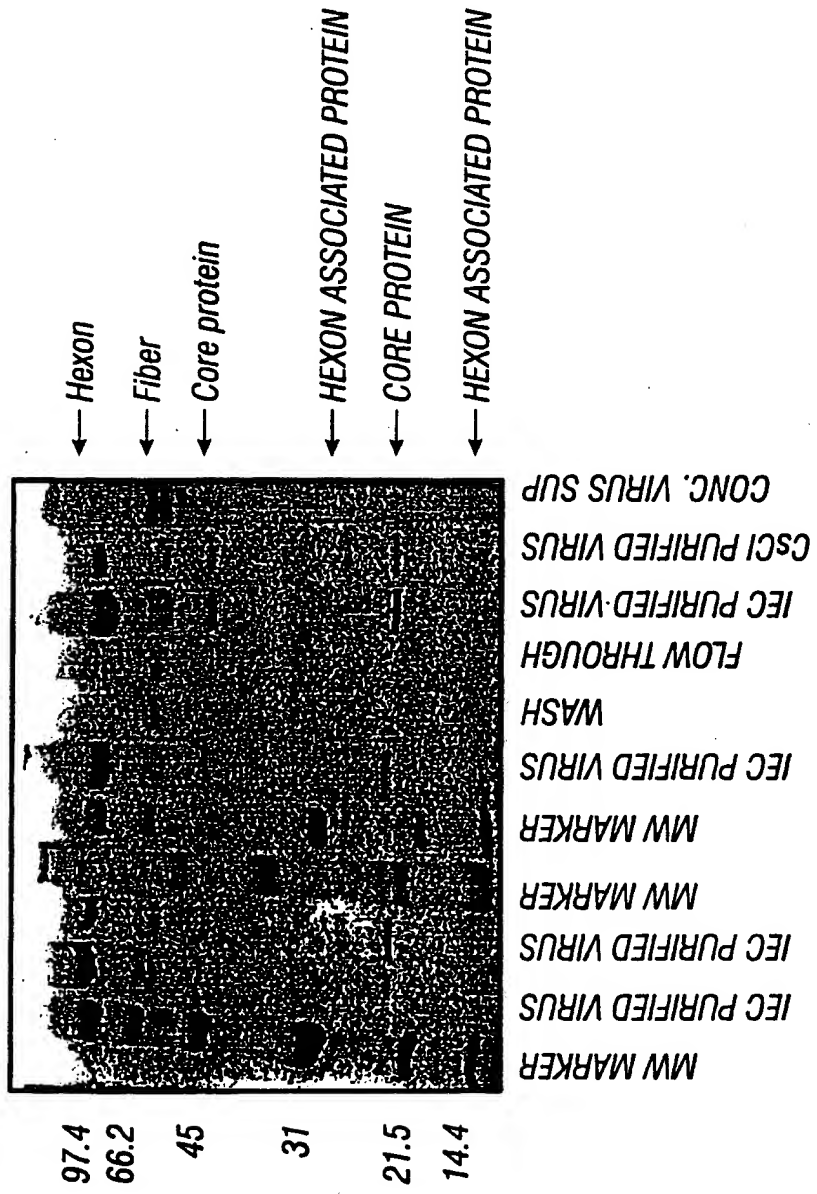 97.4
66.2
45
31
21.5
14.4
MW MARKER
IEC PURIFIED VIRUS
IEC PURIFIED VIRUS
MW MARKER
MW MARKER
IEC PURIFIED VIRUS
WASH
FLOW THROUGH
IEC PURIFIED VIRUS
CsCl PURIFIED VIRUS
CONC. VIRUS SUP
Hexon
Fiber
Core protein
HEXON ASSOCIATED PROTEIN
CORE PROTEIN
HEXON ASSOCIATED PROTEIN